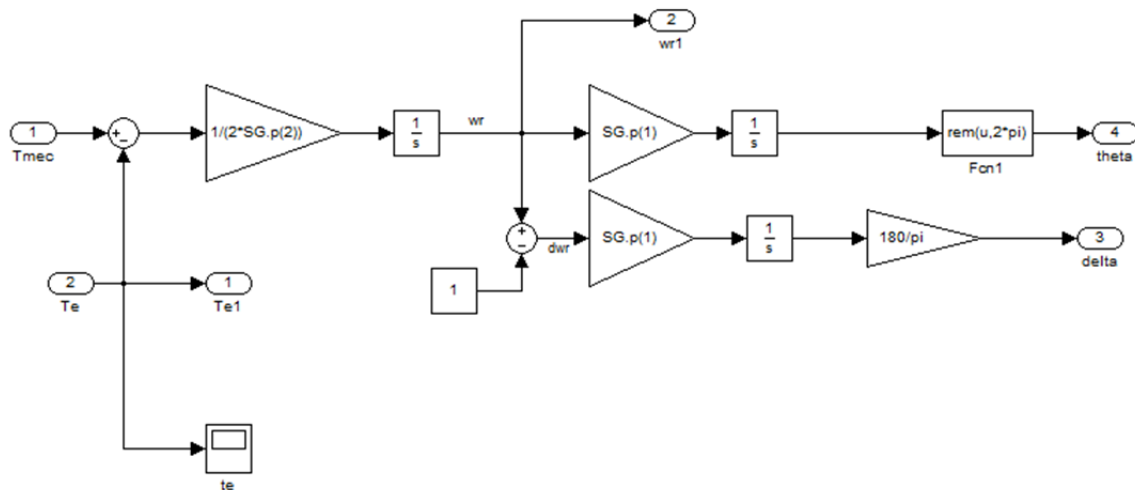 2
wr1
1
Tmec
+
−
1/(2*SG.p(2))
1
s
wr
SG.p(1)
1
s
rem(u,2*pi)
Fcn1
4
theta
+
−
dwr
SG.p(1)
1
s
180/pi
3
delta
1
2
Te
1
Te1
te